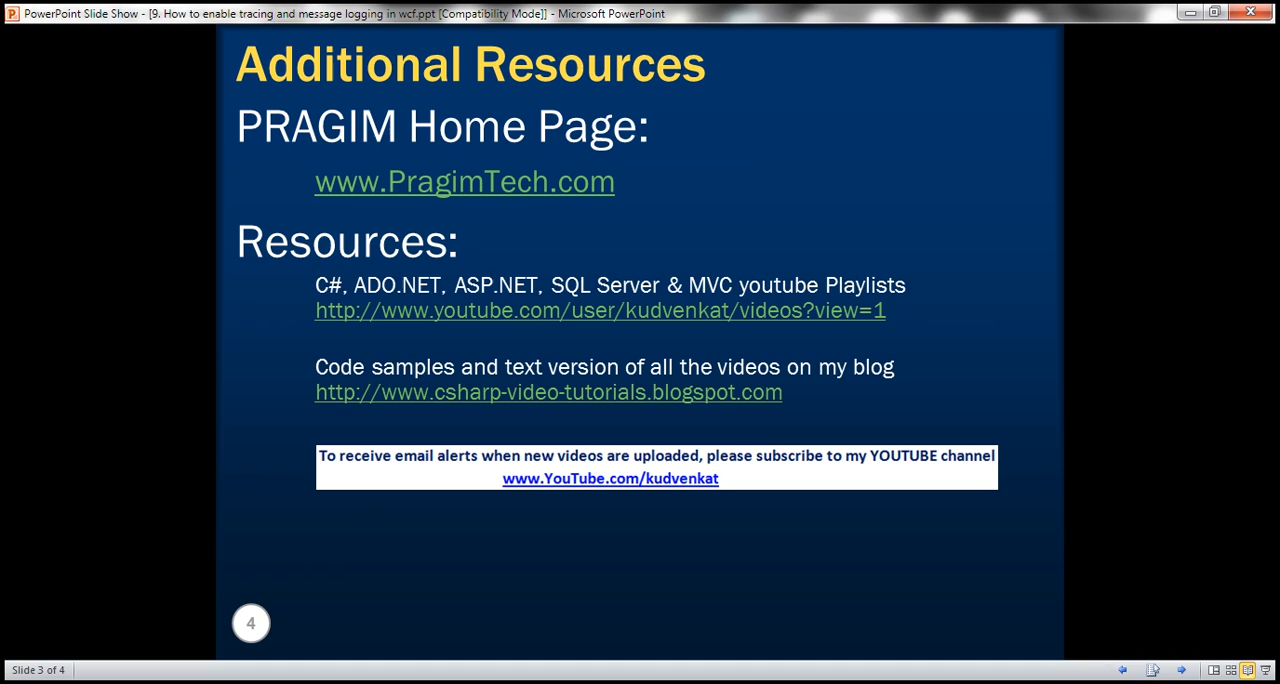 PowerPoint Slide Show - [9. How to enable tracing and message logging in wcf.ppt [Compatibility Mode]] - Microsoft PowerPoint
Additional Resources
PRAGIM Home Page:
www.PragimTech.com
Resources:
C#, ADO.NET, ASP.NET, SQL Server & MVC youtube Playlists
http://www.youtube.com/user/kudvenkat/videos?view=1
Code samples and text version of all the videos on my blog
http://www.csharp-video-tutorials.blogspot.com
To receive email alerts when new videos are uploaded, please subscribe to my YOUTUBE channel
www.YouTube.com/kudvenkat
4
Slide 3 of 4